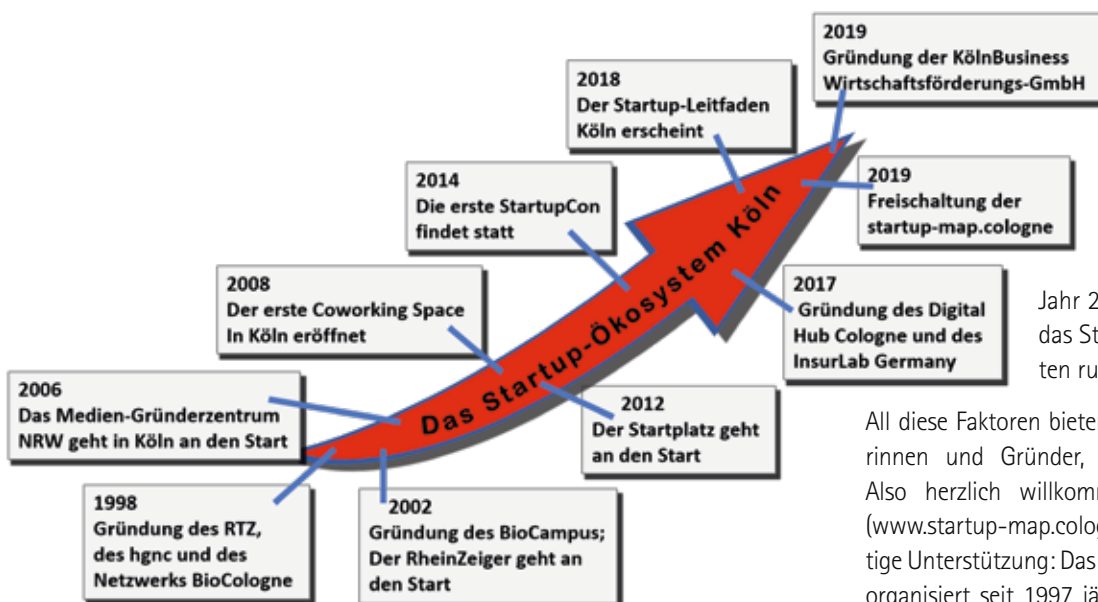 2019
Gründung der KölnBusiness
Wirtschaftsförderungs-GmbH
2018
Der Startup-Leitfaden
Köln erscheint
2019
Freischaltung der
startup-map.cologne
2014
Die erste StartupCon
findet statt
2017
Gründung des Digital
Hub Cologne und des
InsurLab Germany
2008
Der erste Coworking Space
In Köln eröffnet
Das Startup-Ökosystem Köln
2006
Das Medien-Gründerzentrum
NRW geht in Köln an den Start
2012
Der Startplatz geht
an den Start
1998
Gründung des RTZ,
des hgnc und des
Netzwerks BioCologne
2002
Gründung des BioCampus;
Der RheinZeiger geht an
den Start
Jahr 2
das St
ten ru
All diese Faktoren biete
rinnen und Gründer,
Also herzlich willkomm
(www.startup-map.colog
tige Unterstützung: Das
organisiert seit 1997 jä